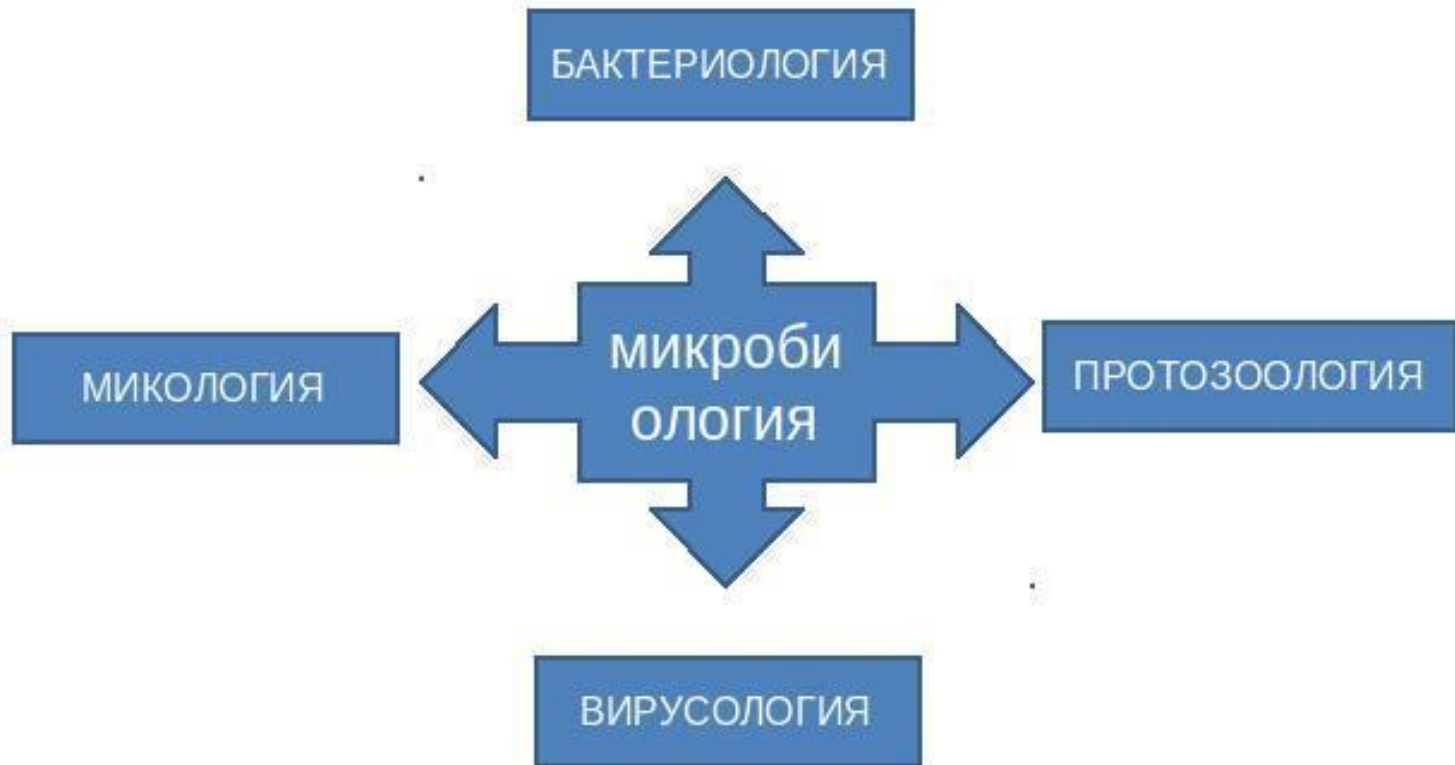 БАКТЕРИОЛОГИЯ
МИКОЛОГИЯ
микроби
ология
ПРОТОЗООЛОГИЯ
ВИРУСОЛОГИЯ